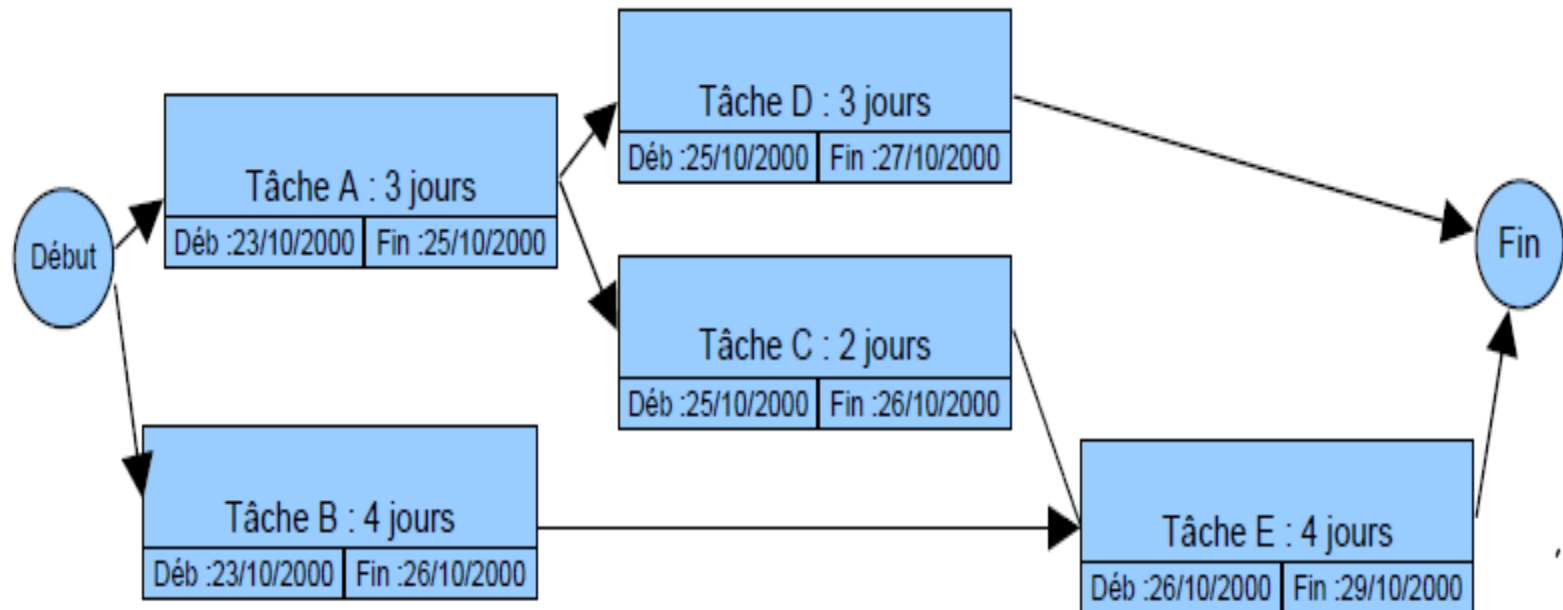 Début
Tâche A : 3 jours
Déb :23/10/2000 Fin :25/10/2000
Tâche B : 4 jours
Déb :23/10/2000 Fin :26/10/2000
Tâche D : 3 jours
Déb :25/10/2000 Fin :27/10/2000
Tâche C : 2 jours
Déb :25/10/2000 Fin :26/10/2000
Tâche E : 4 jours
Déb :26/10/2000 Fin :29/10/2000
Fin